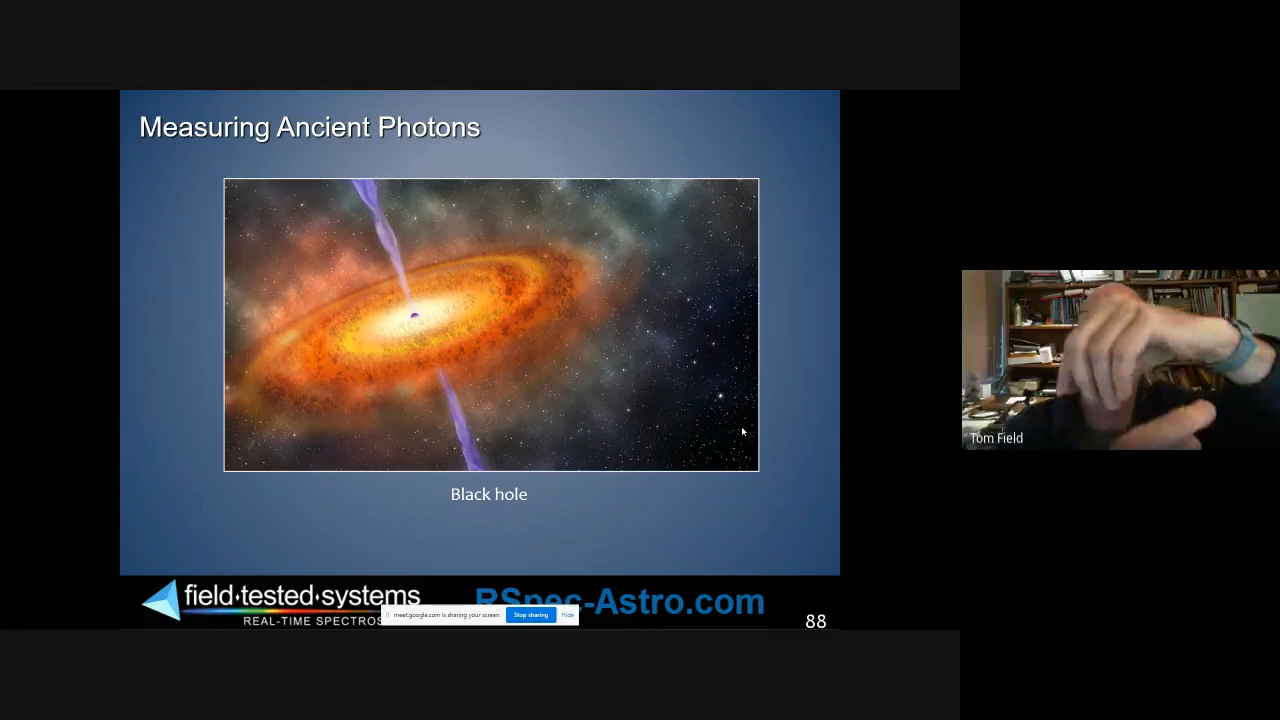 Measuring Ancient Photons
Black hole
Tom Field
field·tested·systems
REAL-TIME SPECTROS
RSpec-Astro.com
meet.google.com is sharing your screen.
Stop sharing
Hide
88